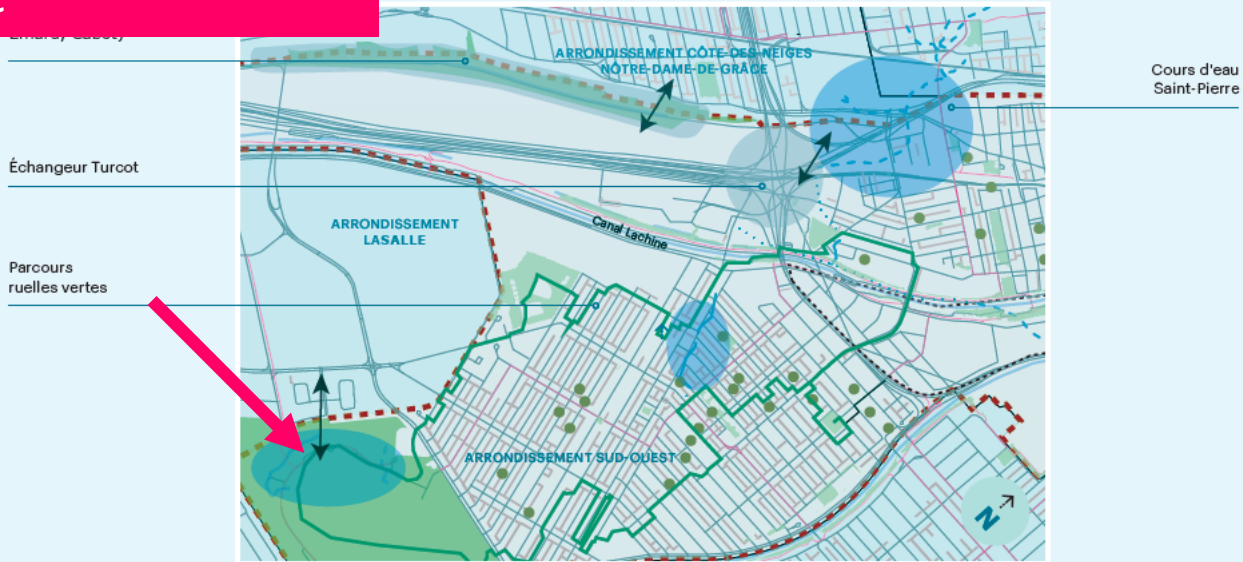 ARRONDISSEMENT CÔTE-DES-NEIGES
NOTRE-DAME-DE-GRÂCE
Cours d'eau
Saint-Pierre
Échangeur Turcot
ARRONDISSEMENT
LASALLE
Canal Lachine
Parcours
ruelles vertes
ARRONDISSEMENT SUD-OUEST
N